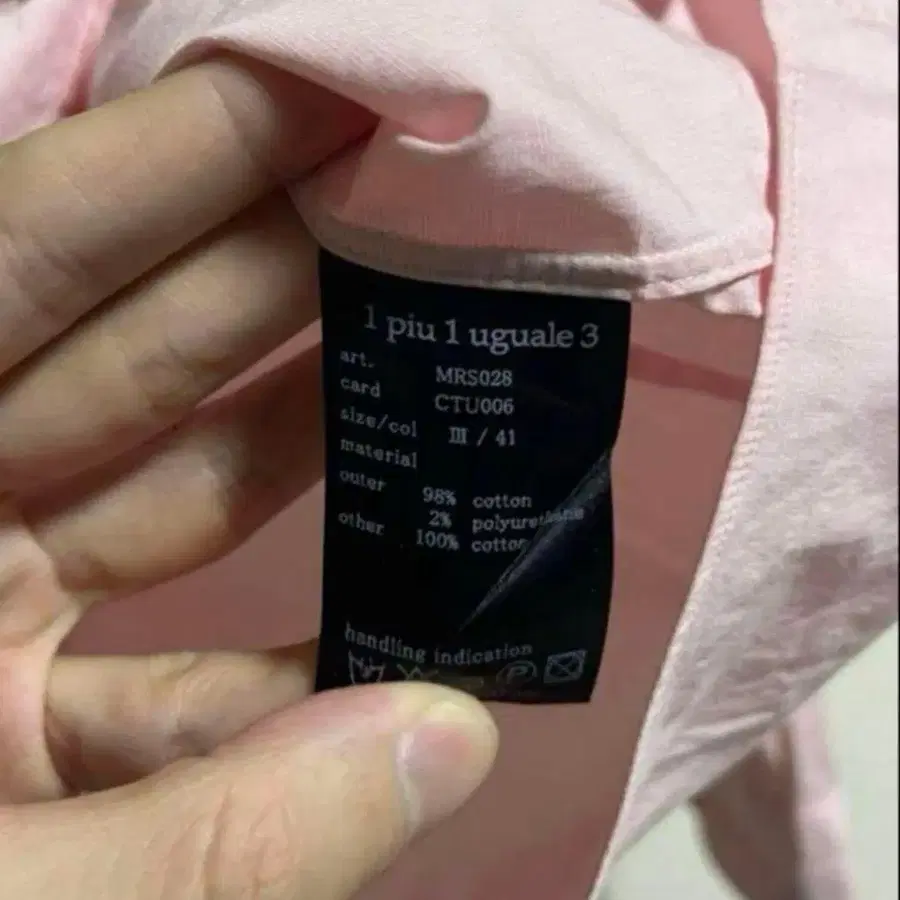 1 piu 1 uguale 3
art. MRS028
card CTU006
size/col Ⅲ / 41
material
outer 98% cotton
2% polyurethane
other 100% cotton
handling indication
P